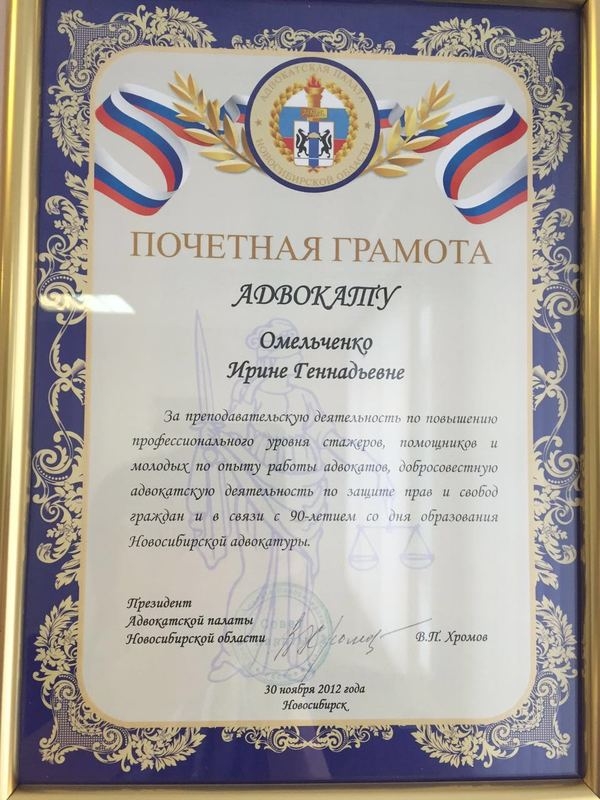 АДВОКАТСКАЯ ПАЛАТА
НОВОСИБИРСКОЙ ОБЛАСТИ
ПОЧЕТНАЯ ГРАМОТА
АДВОКАТУ
Омельченко
Ирине Геннадьевне
За преподавательскую деятельность по повышению
профессионального уровня стажеров, помощников и
молодых по опыту работы адвокатов, добросовестную
адвокатскую деятельность по защите прав и свобод
граждан и в связи с 90-летием со дня образования
Новосибирской адвокатуры.
Президент
Адвокатской палаты
Новосибирской области
В.П. Хромов
30 ноября 2012 года
Новосибирск